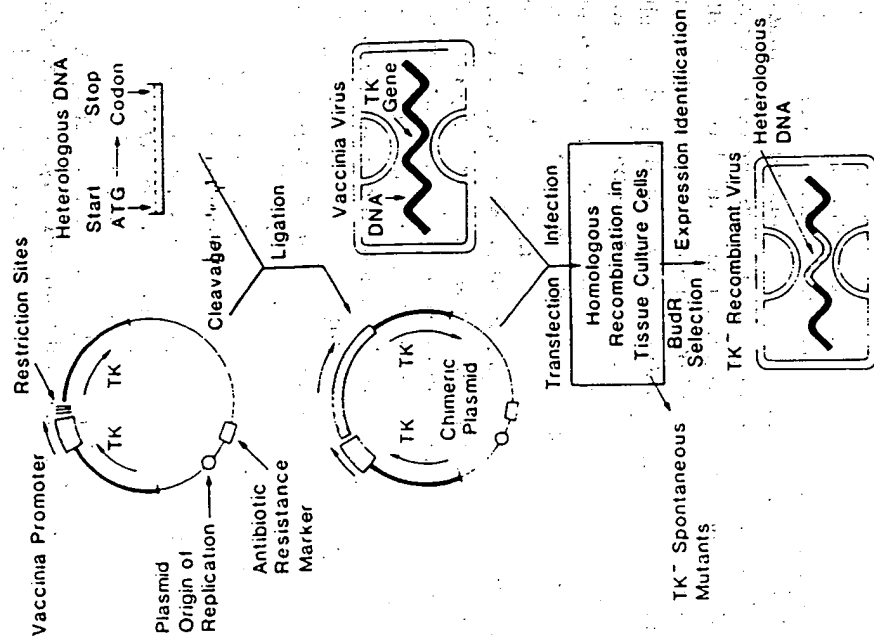 Vaccinia Promoter
Restriction Sites
Heterologous DNA
Start
Stop
ATG
Codon
TK
TK
Plasmid
Origin of
Replication
Antibiotic
Resistance
Marker
Cleavage
Ligation
Vaccinia Virus
DNA
TK
Gene
TK
TK
Chimeric
Plasmid
Transfection
Infection
Homologous
Recombination in
Tissue Culture Cells
TK⁻ Spontaneous
Mutants
BudR
Selection
Expression Identification
TK⁻ Recombinant Virus
Heterologous
DNA